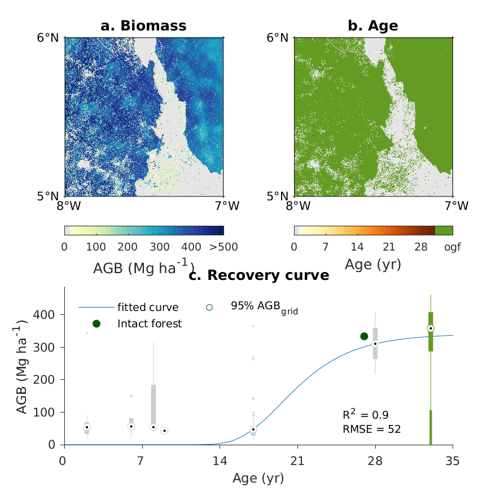 a. Biomass
b. Age
6°N
5°N
8°W
7°W
6°N
5°N
8°W
7°W
0 100 200 300 400 >500
AGB (Mg ha⁻¹)
0 7 14 21 28 ogf
Age (yr)
c. Recovery curve
fitted curve
95% AGB_grid
Intact forest
AGB (Mg ha⁻¹)
400
300
200
100
0
R² = 0.9
RMSE = 52
0 7 14 21 28 35
Age (yr)